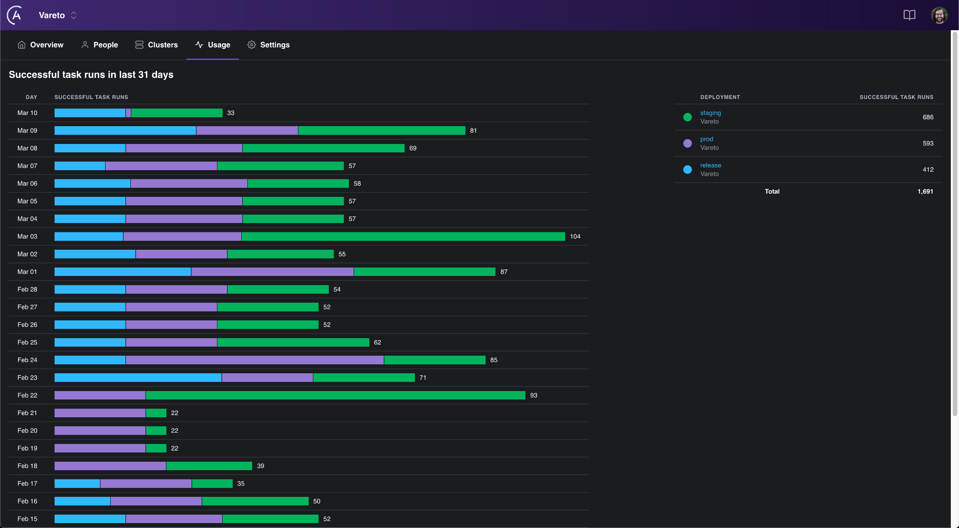 Vareto
Overview People Clusters Usage Settings
Successful task runs in last 31 days
DAY SUCCESSFUL TASK RUNS
Mar 10 33
Mar 09 81
Mar 08 69
Mar 07 57
Mar 06 58
Mar 05 57
Mar 04 57
Mar 03 104
Mar 02 55
Mar 01 87
Feb 28 54
Feb 27 52
Feb 26 52
Feb 25 62
Feb 24 85
Feb 23 71
Feb 22 93
Feb 21 22
Feb 20 22
Feb 19 22
Feb 18 39
Feb 17 35
Feb 16 50
Feb 15 52
DEPLOYMENT SUCCESSFUL TASK RUNS
staging
Vareto 686
prod
Vareto 593
release
Vareto 412
Total 1,691